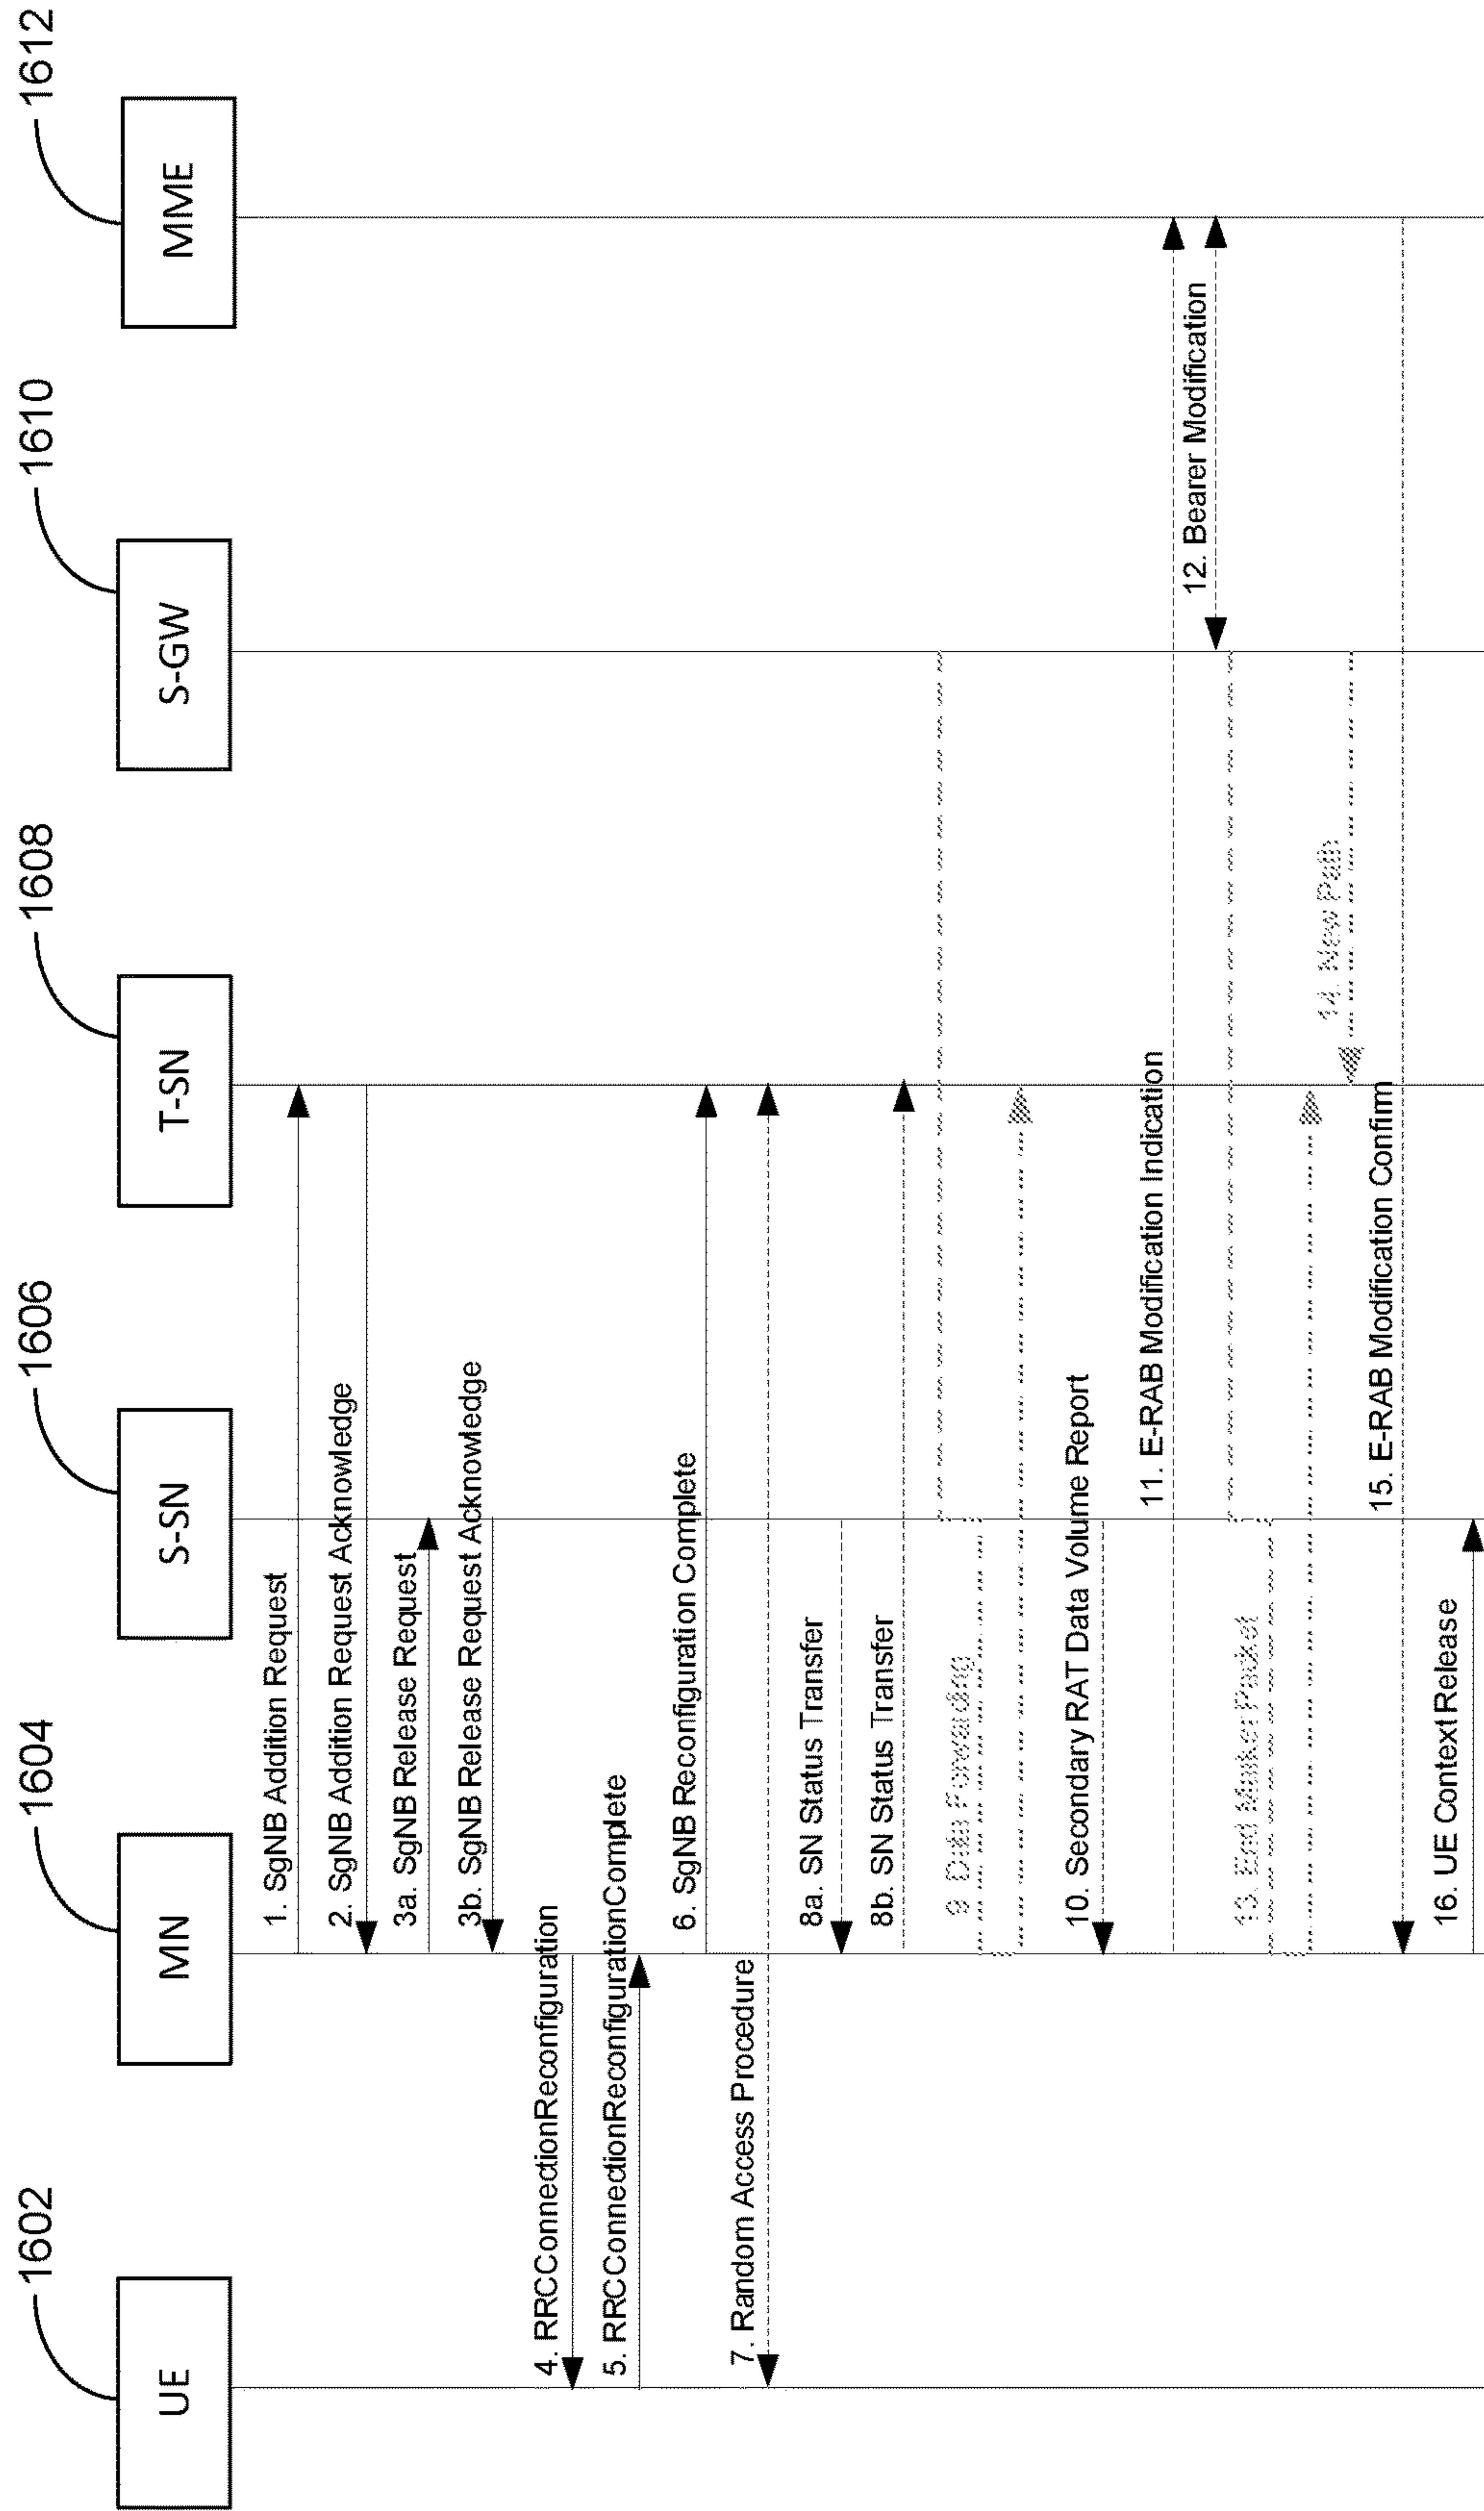 1602
1604
1606
1608
1610
1612
UE
MN
S-SN
T-SN
S-GW
MME
1. SgNB Addition Request
2. SgNB Addition Request Acknowledge
3a. SgNB Release Request
3b. SgNB Release Request Acknowledge
4. RRCConnectionReconfiguration
5. RRCConnectionReconfigurationComplete
6. SgNB Reconfiguration Complete
7. Random Access Procedure
8a. SN Status Transfer
8b. SN Status Transfer
9. Data Forwarding
10. Secondary RAT Data Volume Report
11. E-RAB Modification Indication
12. Bearer Modification
13. End Marker Packet
14. New Path
15. E-RAB Modification Confirm
16. UE Context Release